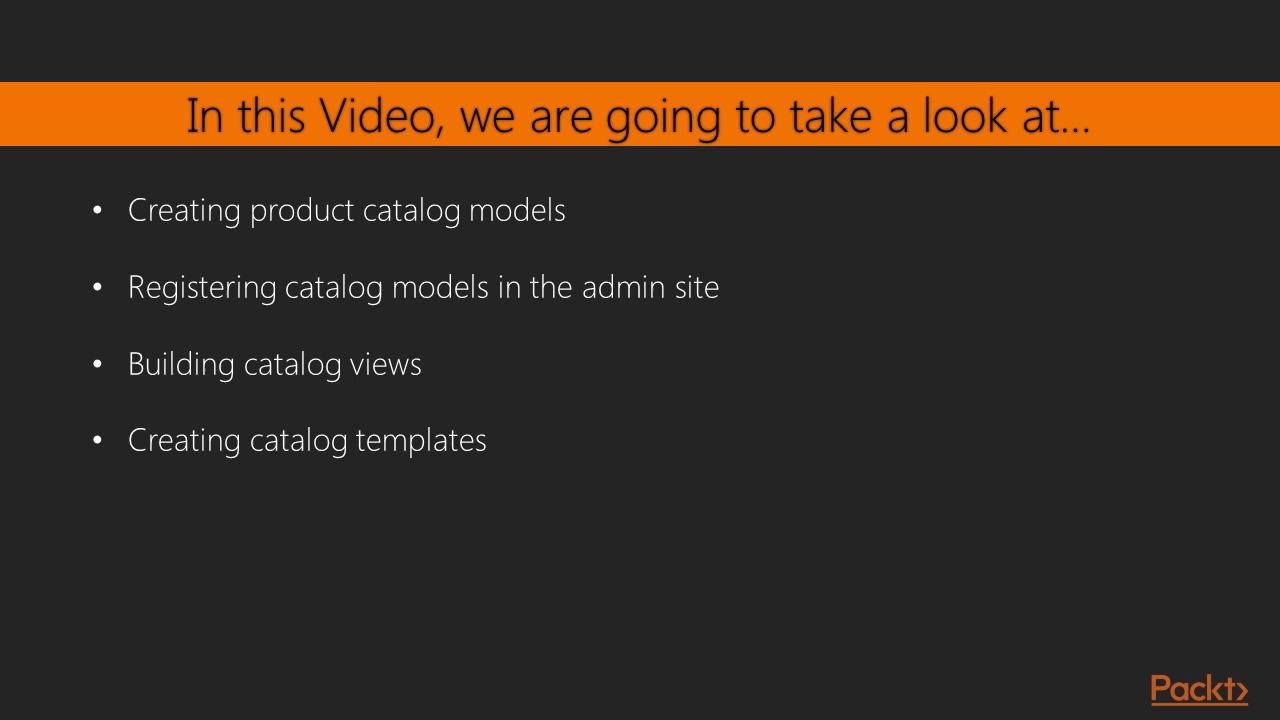 In this Video, we are going to take a look at...
• Creating product catalog models
• Registering catalog models in the admin site
• Building catalog views
• Creating catalog templates
Packt>